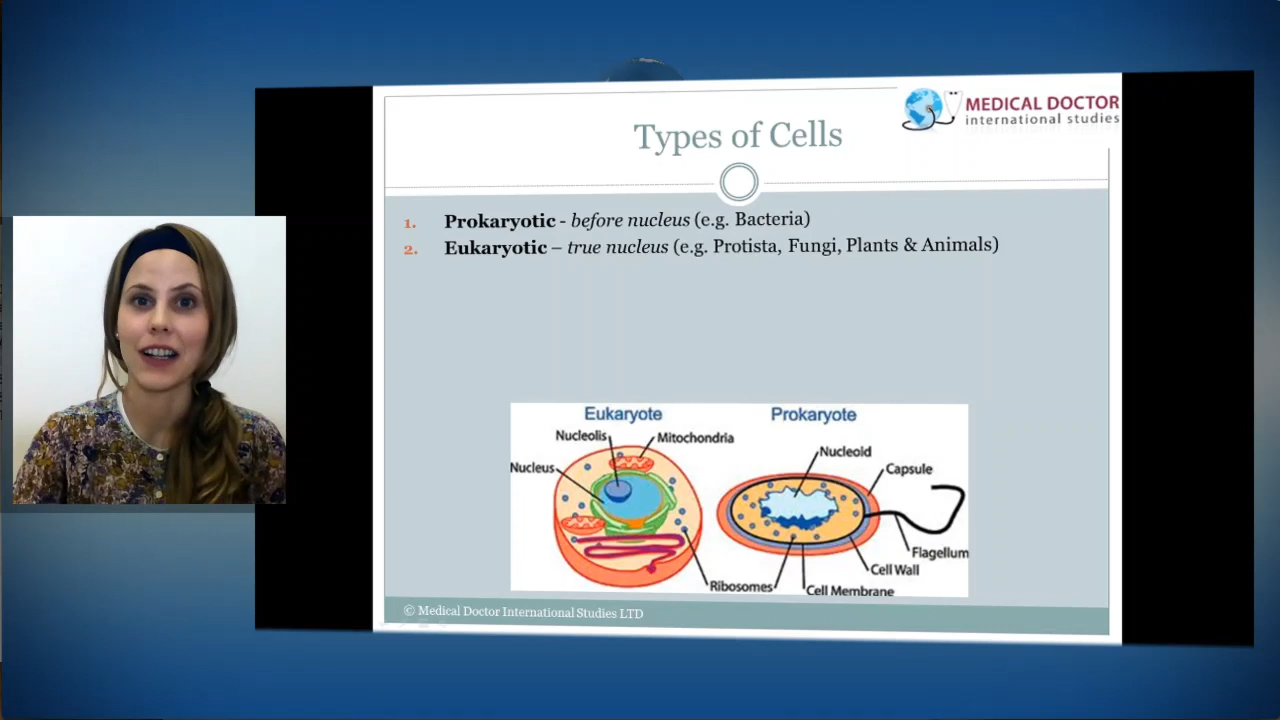 MEDICAL DOCTOR
international studies
Types of Cells
1. Prokaryotic - before nucleus (e.g. Bacteria)
2. Eukaryotic – true nucleus (e.g. Protista, Fungi, Plants & Animals)
Eukaryote
Prokaryote
Nucleolis
Mitochondria
Nucleus
Nucleoid
Capsule
Flagellum
Cell Wall
Ribosomes
Cell Membrane
© Medical Doctor International Studies LTD